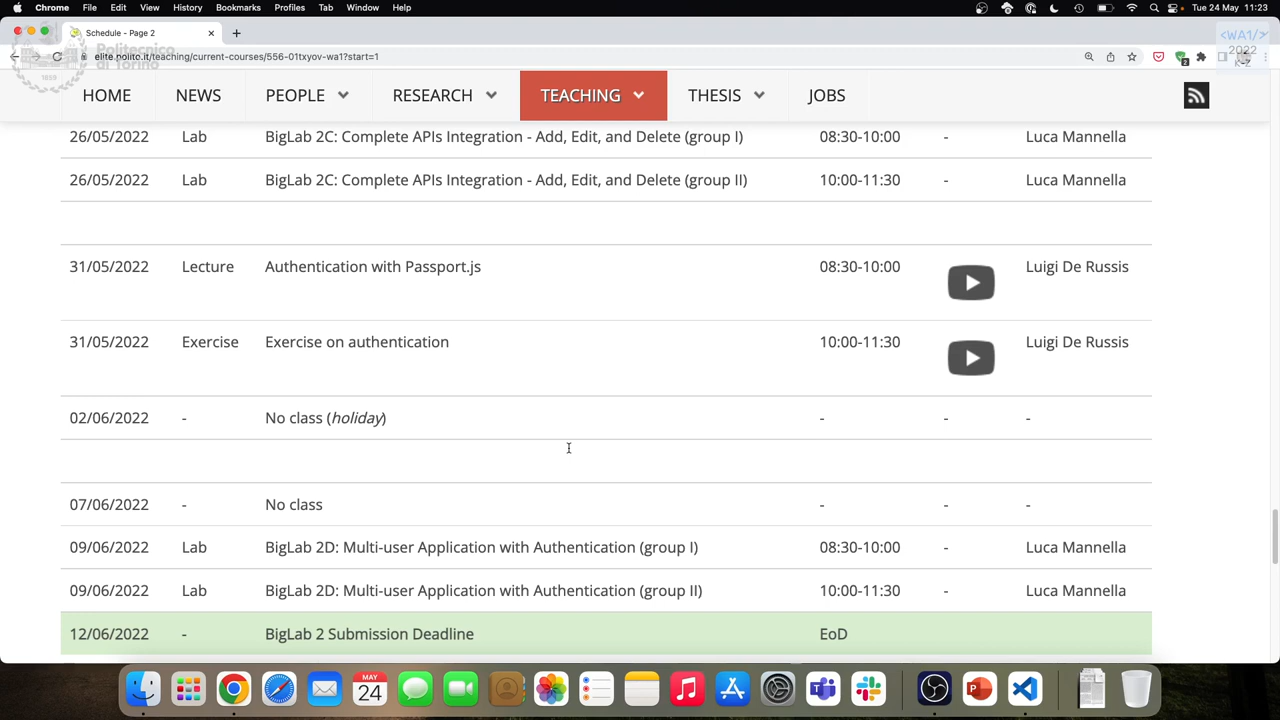 Chrome File Edit View History Bookmarks Profiles Tab Window Help Tue 24 May 11:23
Schedule - Page 2
elite.polito.it/teaching/current-courses/556-01txyov-wa1?start=1
Politecnico
di Torino
1859
<WA1/>
2022
K-Z
HOME NEWS PEOPLE RESEARCH TEACHING THESIS JOBS
26/05/2022 Lab BigLab 2C: Complete APIs Integration - Add, Edit, and Delete (group I) 08:30-10:00 - Luca Mannella
26/05/2022 Lab BigLab 2C: Complete APIs Integration - Add, Edit, and Delete (group II) 10:00-11:30 - Luca Mannella
31/05/2022 Lecture Authentication with Passport.js 08:30-10:00 Luigi De Russis
31/05/2022 Exercise Exercise on authentication 10:00-11:30 Luigi De Russis
02/06/2022 - No class (holiday) - - -
07/06/2022 - No class - - -
09/06/2022 Lab BigLab 2D: Multi-user Application with Authentication (group I) 08:30-10:00 - Luca Mannella
09/06/2022 Lab BigLab 2D: Multi-user Application with Authentication (group II) 10:00-11:30 - Luca Mannella
12/06/2022 - BigLab 2 Submission Deadline EoD
MAY
24